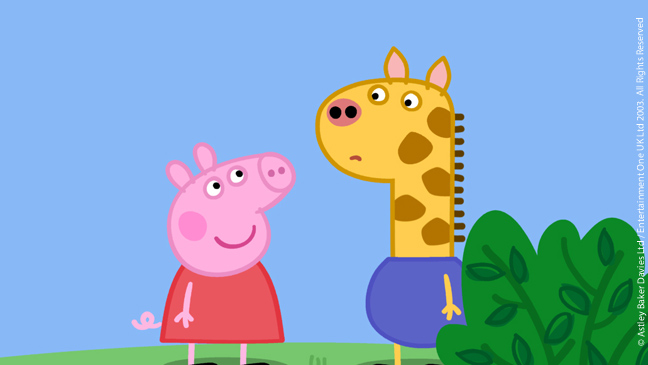 © Astley Baker Davies Ltd / Entertainment One UK Ltd 2003. All Rights Reserved